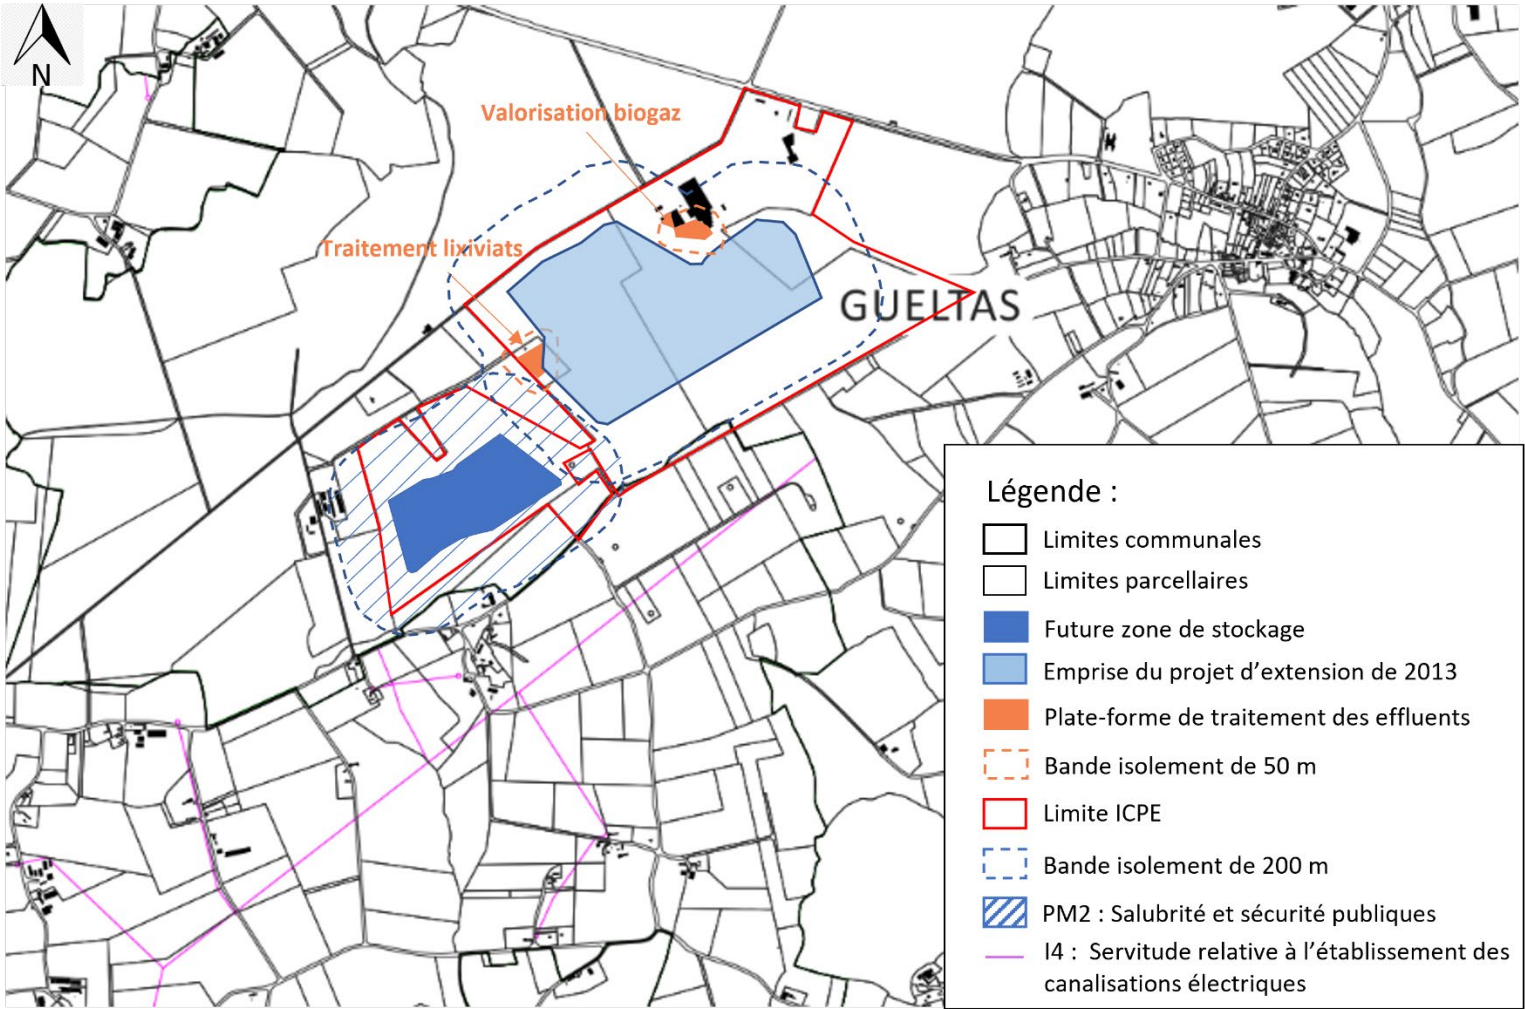 N
Valorisation biogaz
Traitement lixiviats
GUELTAS
Légende :
Limites communales
Limites parcellaires
Future zone de stockage
Emprise du projet d’extension de 2013
Plate-forme de traitement des effluents
Bande isolement de 50 m
Limite ICPE
Bande isolement de 200 m
PM2 : Salubrité et sécurité publiques
I4 : Servitude relative à l’établissement des
canalisations électriques